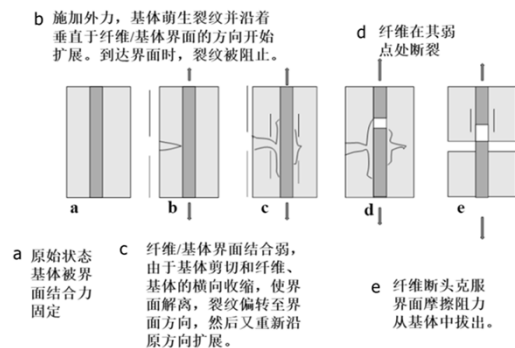 b 施加外力，基体萌生裂纹并沿着
垂直于纤维/基体界面的方向开始
扩展。到达界面时，裂纹被阻止。
d 纤维在其弱
点处断裂
a
b
c
d
e
a 原始状态
基体被界
面结合力
固定
c 纤维/基体界面结合弱，
由于基体剪切和纤维、
基体的横向收缩，使界
面解离，裂纹偏转至界
面方向，然后又重新沿
原方向扩展。
e 纤维断头克服
界面摩擦阻力
从基体中拔出。